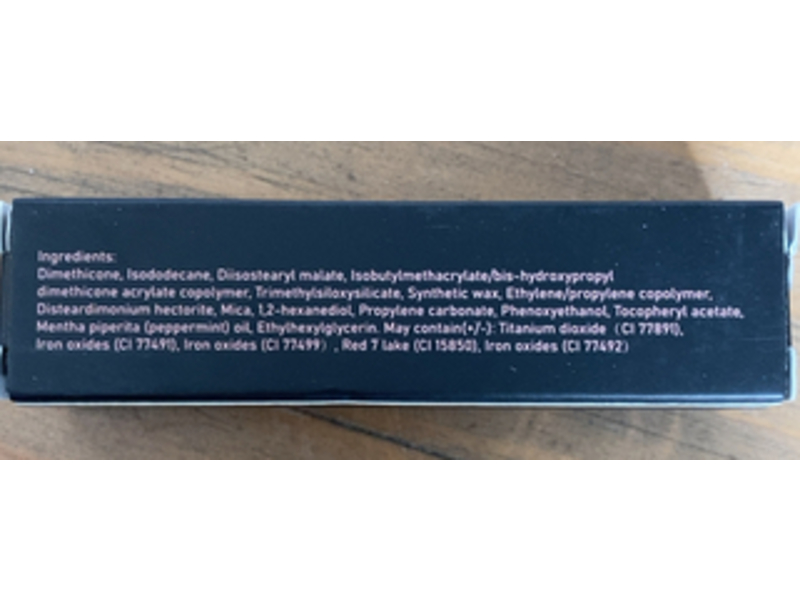 Ingredients:
Dimethicone, Isododecane, Diisostearyl malate, Isobutylmethacrylate/bis-hydroxypropyl
dimethicone acrylate copolymer, Trimethylsiloxysilicate, Synthetic wax, Ethylene/propylene copolymer,
Disteardimonium hectorite, Mica, 1,2-hexanediol, Propylene carbonate, Phenoxyethanol, Tocopheryl acetate,
Mentha piperita (peppermint) oil, Ethylhexylglycerin. May contain(+/-): Titanium dioxide （CI 77891),
Iron oxides (CI 77491), Iron oxides (CI 77499）, Red 7 lake (CI 15850), Iron oxides (CI 77492）